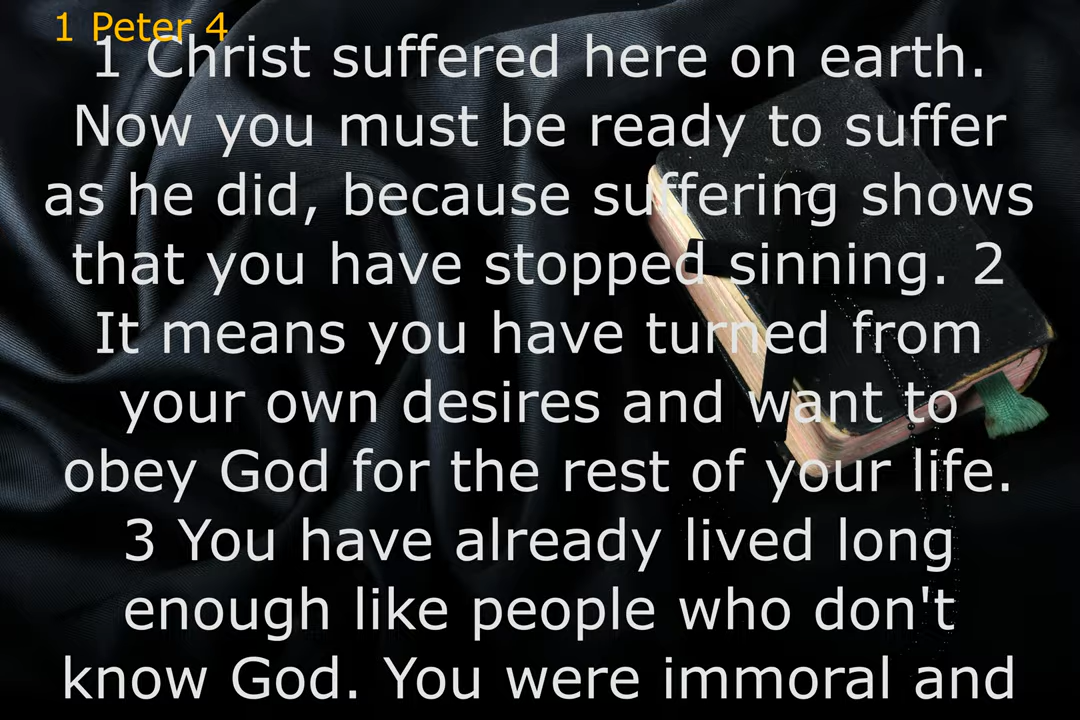 1 Peter 4
1 Christ suffered here on earth.
Now you must be ready to suffer
as he did, because suffering shows
that you have stopped sinning. 2
It means you have turned from
your own desires and want to
obey God for the rest of your life.
3 You have already lived long
enough like people who don't
know God. You were immoral and